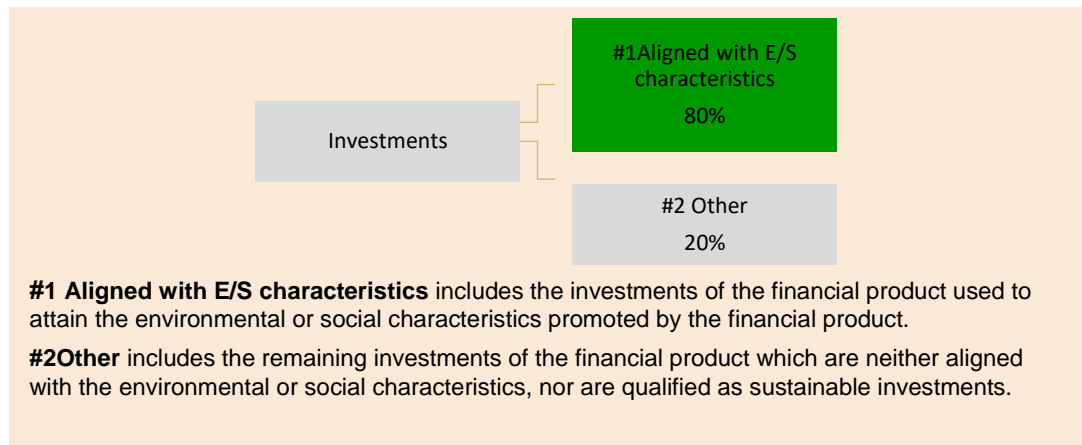 #1Aligned with E/S
characteristics
80%
Investments
#2 Other
20%
#1 Aligned with E/S characteristics includes the investments of the financial product used to
attain the environmental or social characteristics promoted by the financial product.
#2Other includes the remaining investments of the financial product which are neither aligned
with the environmental or social characteristics, nor are qualified as sustainable investments.